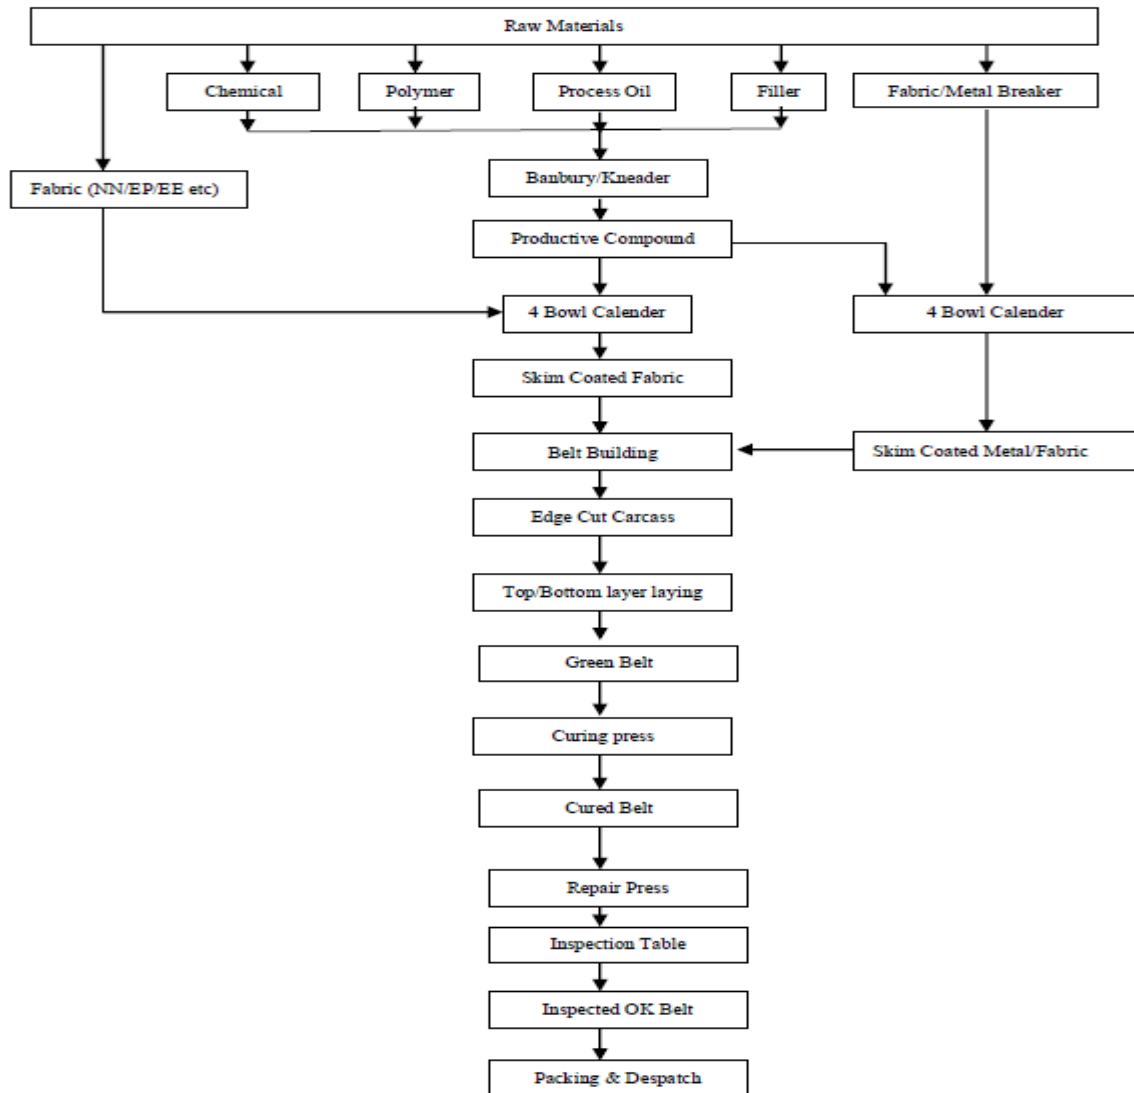 Raw Materials
Chemical
Polymer
Process Oil
Filler
Fabric/Metal Breaker
Fabric (NN/EP/EE etc)
Banbury/Kneader
Productive Compound
4 Bowl Calender
4 Bowl Calender
Skim Coated Fabric
Belt Building
Skim Coated Metal/Fabric
Edge Cut Carcass
Top/Bottom layer laying
Green Belt
Curing press
Cured Belt
Repair Press
Inspection Table
Inspected OK Belt
Packing & Despatch